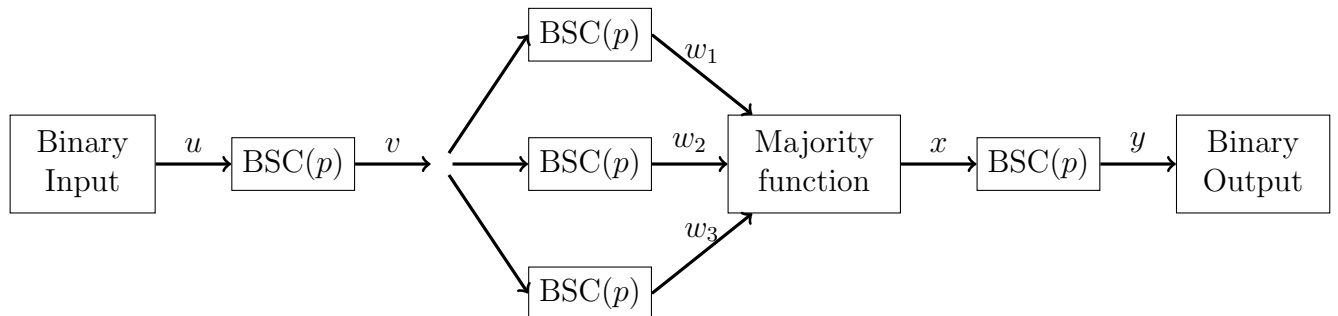 BSC(p)
w₁
Binary
Input
u
BSC(p)
v
BSC(p)
w₂
Majority
function
x
BSC(p)
y
Binary
Output
w₃
BSC(p)